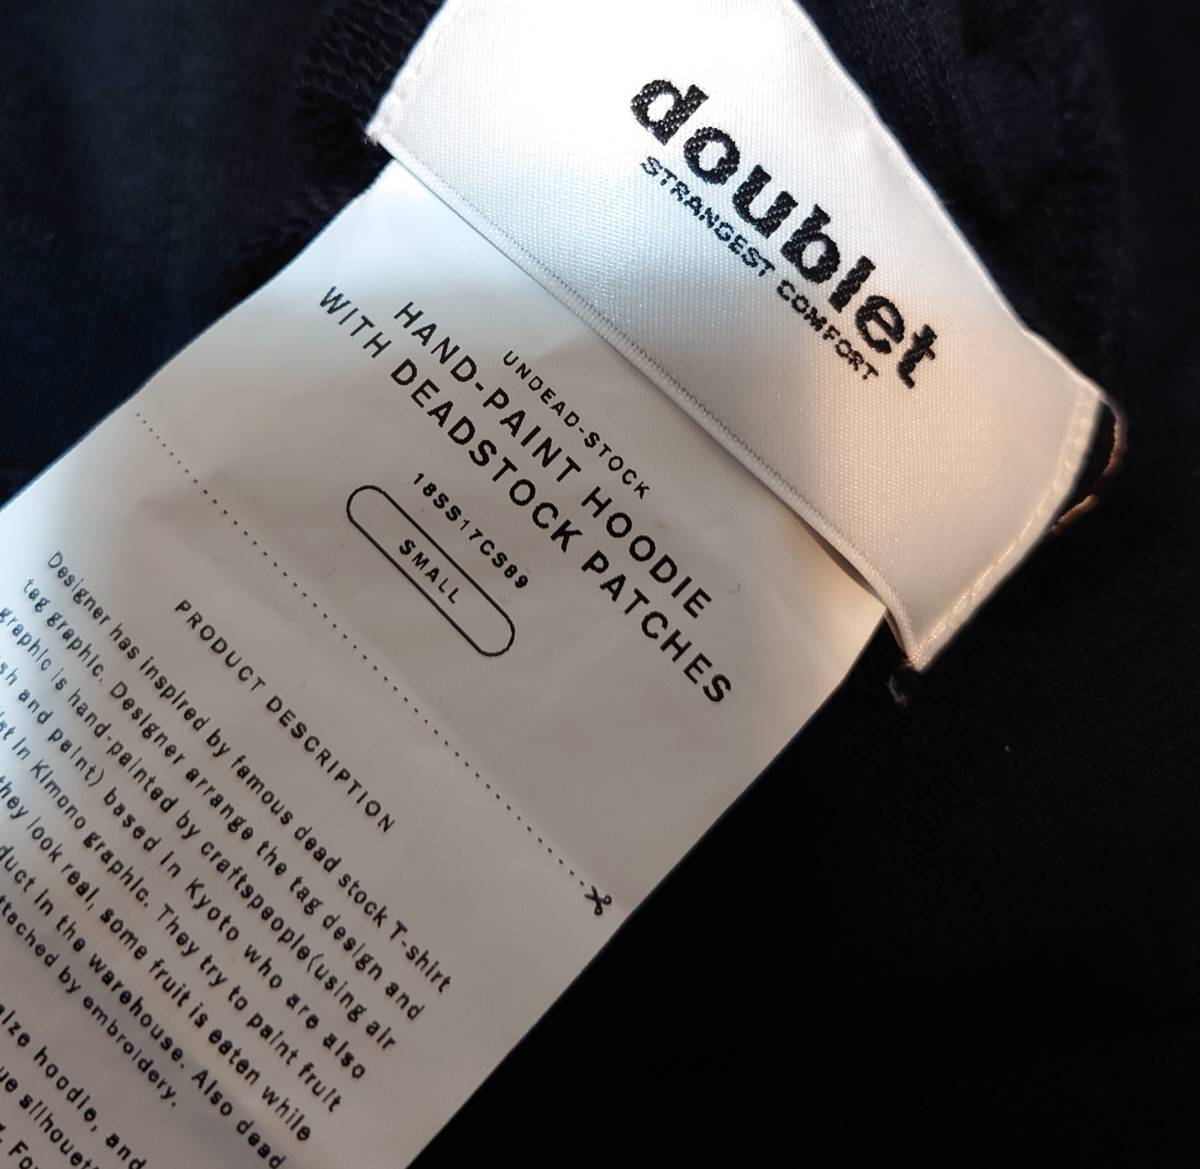 doublet
STRANGEST COMFORT
UNDEAD-STOCK
HAND-PAINT HOODIE
WITH DEADSTOCK PATCHES
18SS17CS89
SMALL
PRODUCT DESCRIPTION
Designer has inspired by famous dead stock T-shirt
tag graphic. Designer arrange the tag design and
graphic is hand-painted by craftspeople(using air
and paint) based in Kyoto who are also
in Kimono graphic. They try to paint fruit
they look real, some fruit is eaten while
in the warehouse. Also dead
by embroidery.
hoodie, and